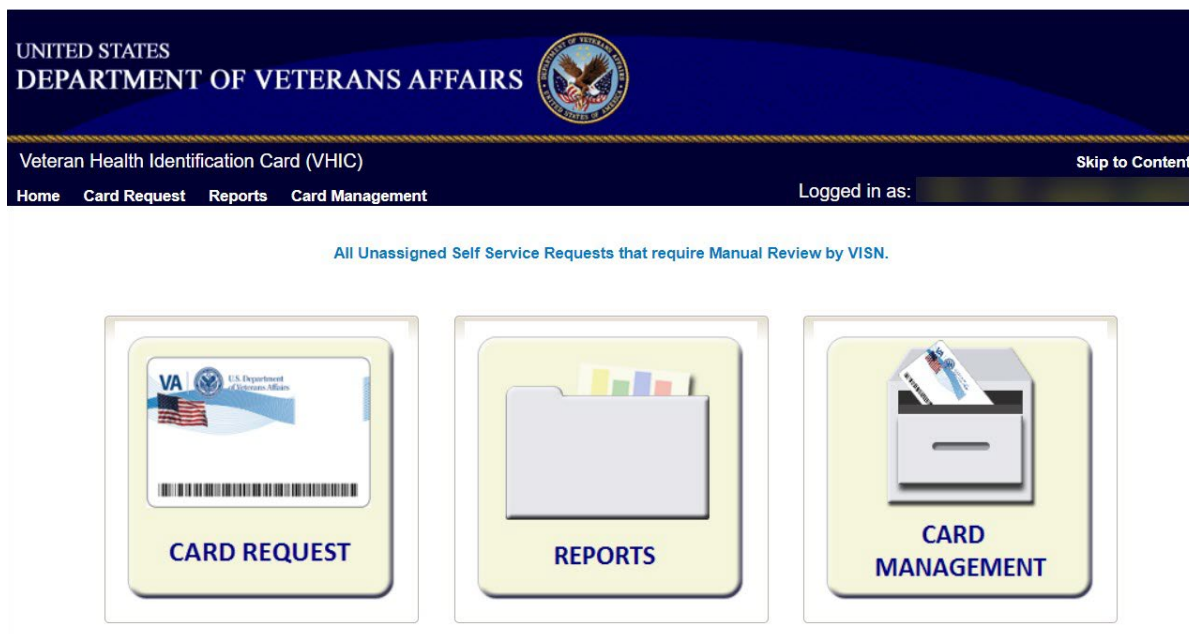 UNITED STATES
DEPARTMENT OF VETERANS AFFAIRS
Veteran Health Identification Card (VHIC)
Skip to Content
Home Card Request Reports Card Management
Logged in as:
All Unassigned Self Service Requests that require Manual Review by VISN.
VA
U.S. Department
of Veterans Affairs
CARD REQUEST
REPORTS
CARD
MANAGEMENT